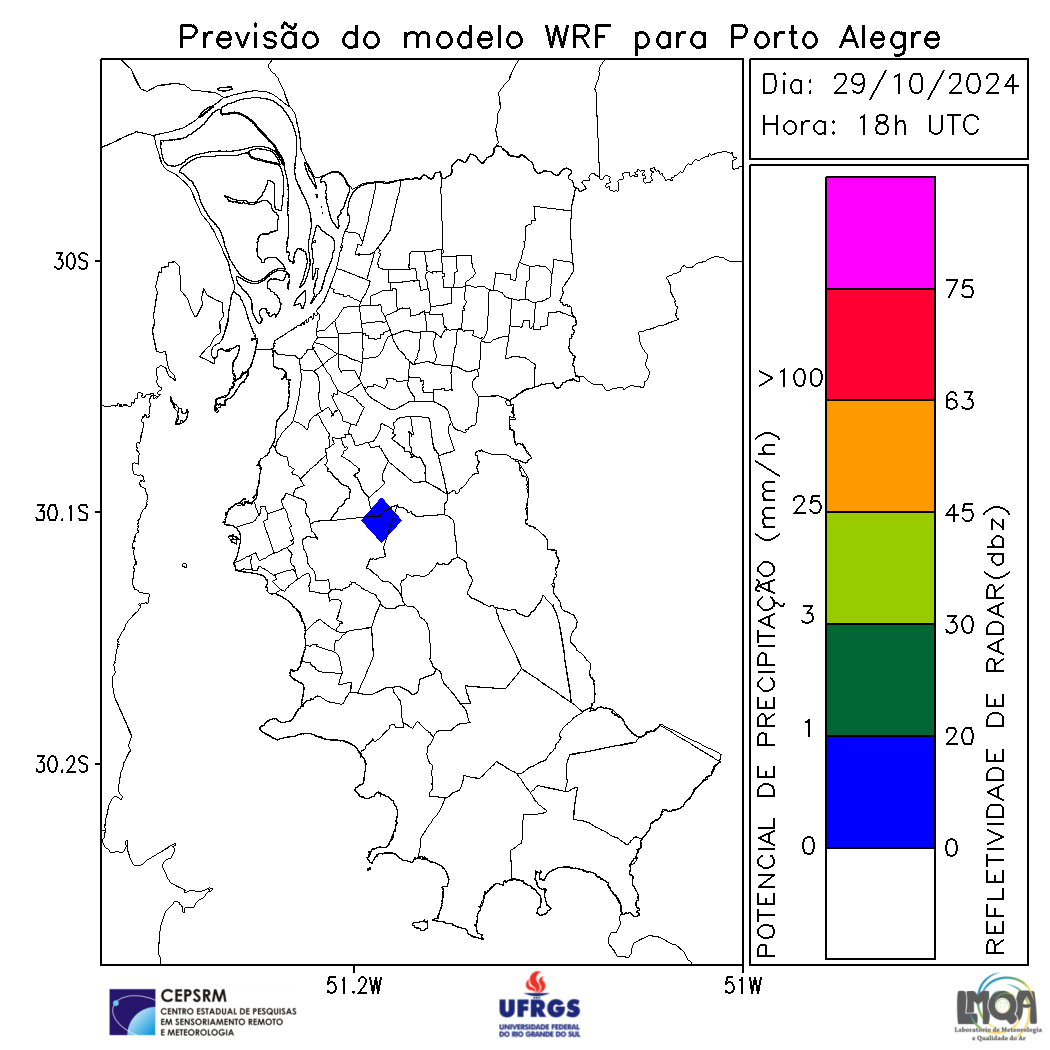 Previsão do modelo WRF para Porto Alegre
Dia: 29/10/2024
Hora: 18h UTC
30S
30.1S
30.2S
51.2W
51W
POTENCIAL DE PRECIPITAÇÃO (mm/h)
>100
25
3
1
0
75
63
45
30
20
0
REFLETIVIDADE DE RADAR(dbz)
CEPSRM
CENTRO ESTADUAL DE PESQUISAS
EM SENSORIAMENTO REMOTO
E METEOROLOGIA
UFRGS
UNIVERSIDADE FEDERAL
DO RIO GRANDE DO SUL
LMQA
Laboratório de Meteorologia
e Qualidade do Ar